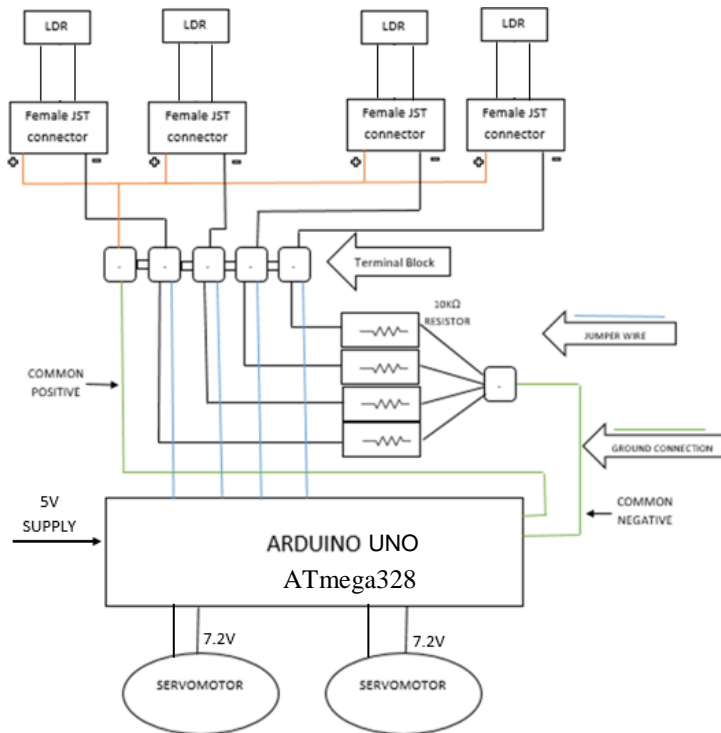 LDR
LDR
LDR
LDR
Female JST
connector
Female JST
connector
Female JST
connector
Female JST
connector
+ -
+ -
+ -
+ -
Terminal Block
10KΩ
RESISTOR
JUMPER WIRE
COMMON
POSITIVE
GROUND CONNECTION
5V
SUPPLY
COMMON
NEGATIVE
ARDUINO UNO
ATmega328
7.2V
7.2V
SERVOMOTOR
SERVOMOTOR